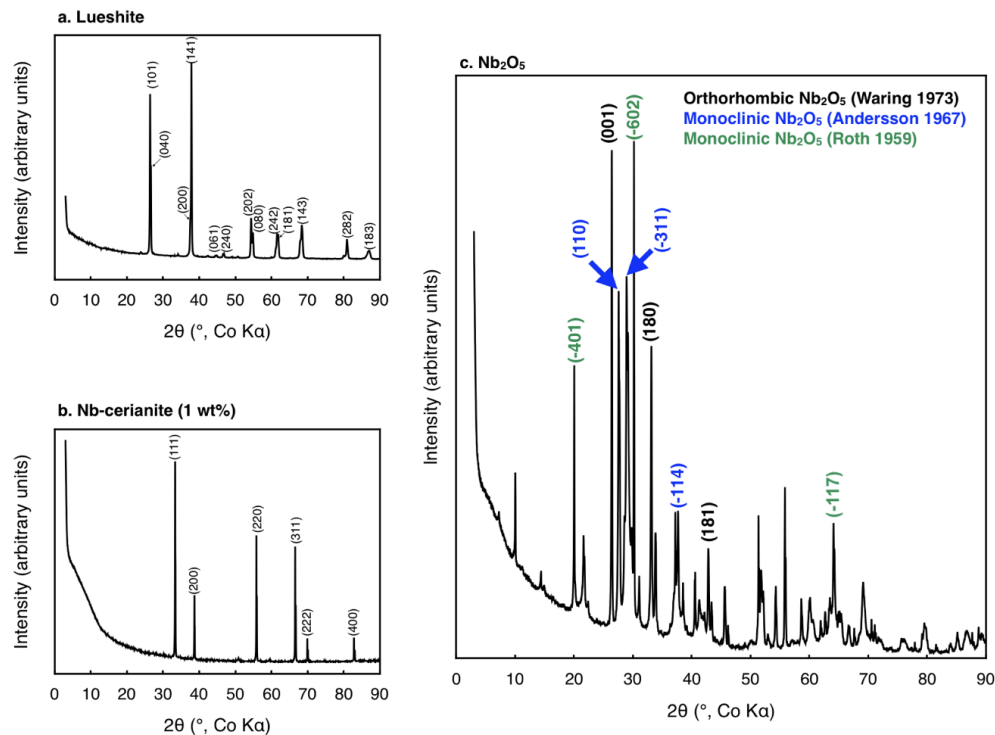 a. Lueshite
Intensity (arbitrary units)
(101)
(040)
(141)
(200)
(061)
(240)
(202)
(080)
(242)
(181)
(143)
(282)
(183)
0 10 20 30 40 50 60 70 80 90
2θ (°, Co Kα)
b. Nb-cerianite (1 wt%)
Intensity (arbitrary units)
(111)
(200)
(220)
(311)
(222)
(400)
0 10 20 30 40 50 60 70 80 90
2θ (°, Co Kα)
c. Nb₂O₅
Intensity (arbitrary units)
Orthorhombic Nb₂O₅ (Waring 1973)
Monoclinic Nb₂O₅ (Andersson 1967)
Monoclinic Nb₂O₅ (Roth 1959)
(-401)
(001)
(110)
(-602)
(-311)
(180)
(-114)
(181)
(-117)
0 10 20 30 40 50 60 70 80 90
2θ (°, Co Kα)